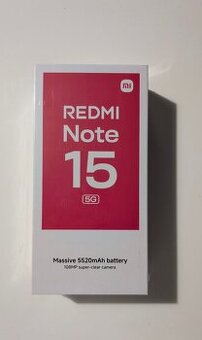 mi
REDMI
Note
15
5G
Massive 5520mAh battery
108MP super-clear camera